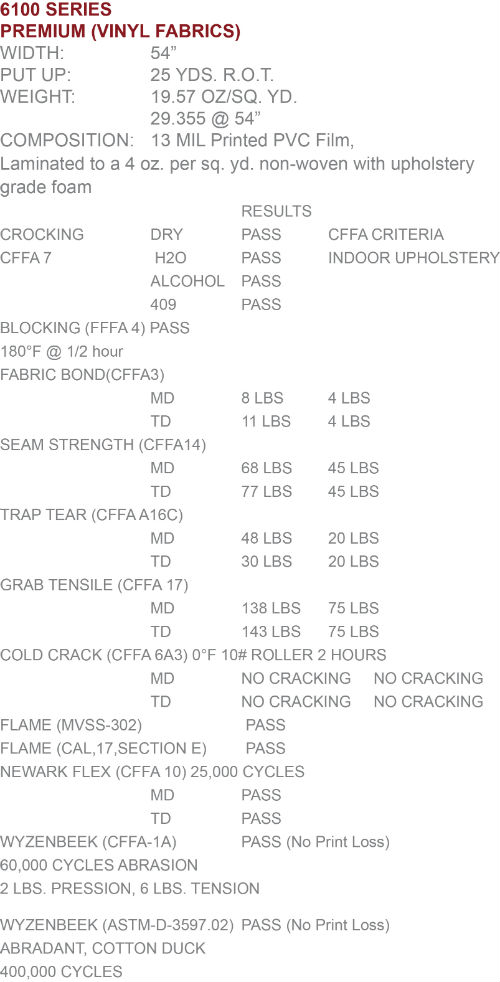 6100 SERIES
PREMIUM (VINYL FABRICS)
WIDTH: 54”
PUT UP: 25 YDS. R.O.T.
WEIGHT: 19.57 OZ/SQ. YD.
29.355 @ 54”
COMPOSITION: 13 MIL Printed PVC Film,
Laminated to a 4 oz. per sq. yd. non-woven with upholstery
grade foam
RESULTS
CROCKING DRY PASS CFFA CRITERIA
CFFA 7 H2O PASS INDOOR UPHOLSTERY
ALCOHOL PASS
409 PASS
BLOCKING (FFFA 4) PASS
180°F @ 1/2 hour
FABRIC BOND(CFFA3)
MD 8 LBS 4 LBS
TD 11 LBS 4 LBS
SEAM STRENGTH (CFFA14)
MD 68 LBS 45 LBS
TD 77 LBS 45 LBS
TRAP TEAR (CFFA A16C)
MD 48 LBS 20 LBS
TD 30 LBS 20 LBS
GRAB TENSILE (CFFA 17)
MD 138 LBS 75 LBS
TD 143 LBS 75 LBS
COLD CRACK (CFFA 6A3) 0°F 10# ROLLER 2 HOURS
MD NO CRACKING NO CRACKING
TD NO CRACKING NO CRACKING
FLAME (MVSS-302) PASS
FLAME (CAL,17,SECTION E) PASS
NEWARK FLEX (CFFA 10) 25,000 CYCLES
MD PASS
TD PASS
WYZENBEEK (CFFA-1A) PASS (No Print Loss)
60,000 CYCLES ABRASION
2 LBS. PRESSION, 6 LBS. TENSION
WYZENBEEK (ASTM-D-3597.02) PASS (No Print Loss)
ABRADANT, COTTON DUCK
400,000 CYCLES